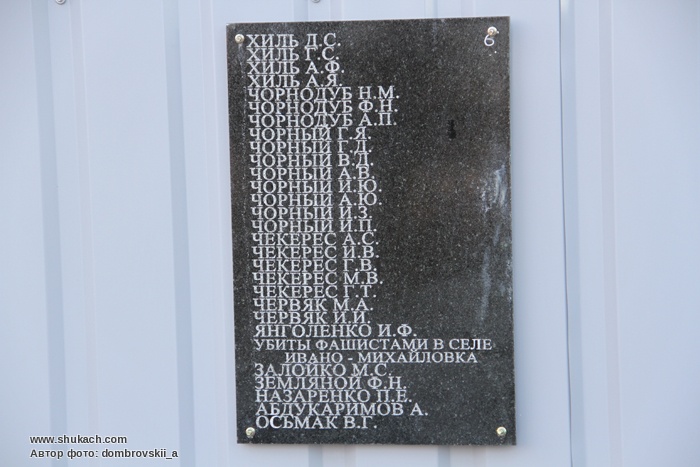 6
ХИЛЬ Д.С.
ХИЛЬ Г.С.
ХИЛЬ А.Ф.
ХИЛЬ А.Я.
ЧОРНОДУБ Н.М.
ЧОРНОДУБ Ф.Н.
ЧОРНОДУБ А.П.
ЧОРНЫЙ Г.Я.
ЧОРНЫЙ Г.Д.
ЧОРНЫЙ В.Д.
ЧОРНЫЙ А.В.
ЧОРНЫЙ И.Ю.
ЧОРНЫЙ А.Ю.
ЧОРНЫЙ И.З.
ЧОРНЫЙ И.П.
ЧЕКЕРЕС А.С.
ЧЕКЕРЕС И.В.
ЧЕКЕРЕС Г.В.
ЧЕКЕРЕС М.В.
ЧЕКЕРЕС Г.Т.
ЧЕРВЯК М.А.
ЧЕРВЯК И.И.
ЯНГОЛЕНКО И.Ф.
УБИТЫ ФАШИСТАМИ В СЕЛЕ
ИВАНО - МИХАЙЛОВКА
ЗАЛОЙКО М.С.
ЗЕМЛЯНОЙ Ф.Н.
НАЗАРЕНКО П.Е.
АБДУКАРИМОВ А.
ОСЬМАК В.Г.
www.shukach.com
Автор фото: dombrovskii_a